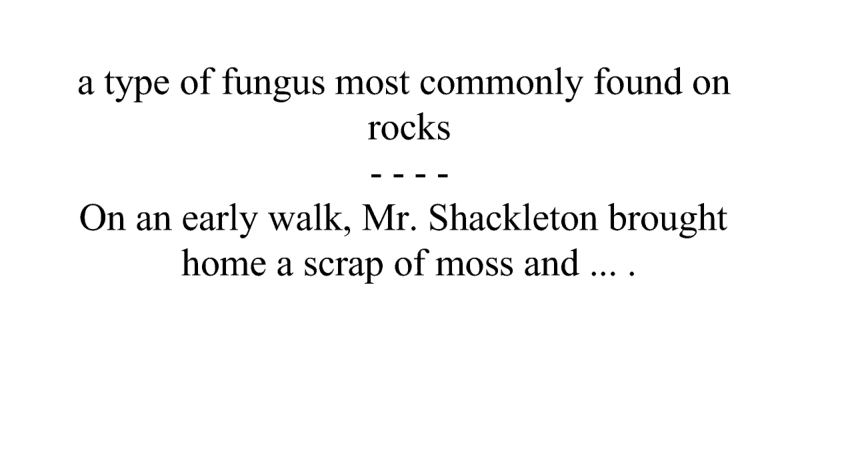 a type of fungus most commonly found on
rocks
- - - -
On an early walk, Mr. Shackleton brought
home a scrap of moss and ... .